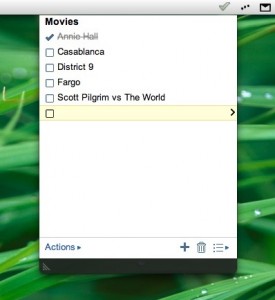 Movies
Annie Hall
Casablanca
District 9
Fargo
Scott Pilgrim vs The World
Actions